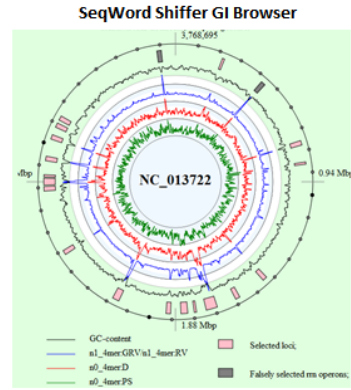 SeqWord Shiffer GI Browser
3,768,695
NC_013722
0.94 Mbp
1.88 Mbp
GC-content
n1_4mer:GRV/n1_4mer:RV
n0_4mer:D
n0_4mer:PS
Selected loci;
Falsely selected rrn operons;